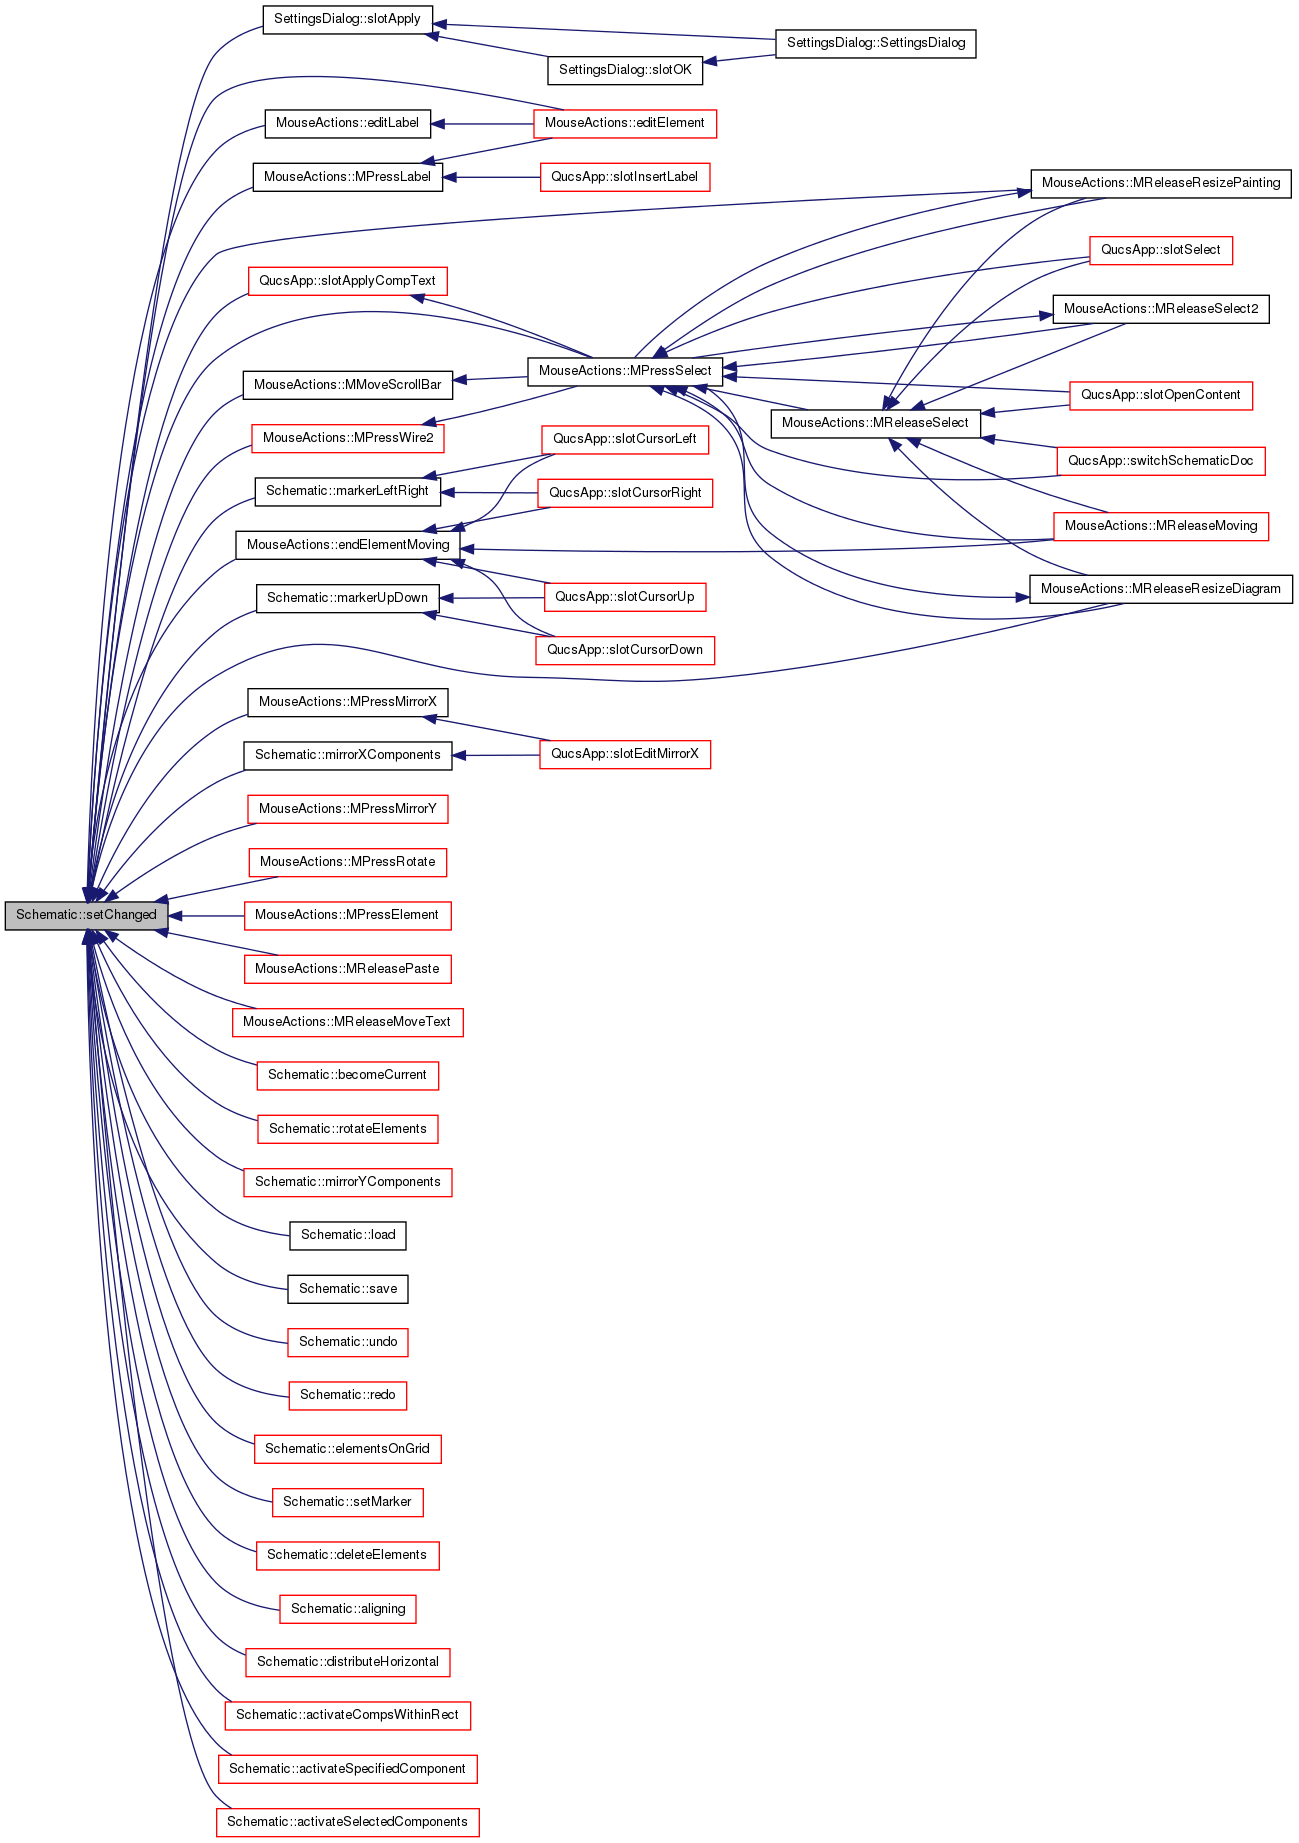 SettingsDialog::slotApply
SettingsDialog::SettingsDialog
SettingsDialog::slotOK
MouseActions::editLabel
MouseActions::editElement
MouseActions::MPressLabel
QucsApp::slotInsertLabel
MouseActions::MReleaseResizePainting
QucsApp::slotSelect
QucsApp::slotApplyCompText
MouseActions::MReleaseSelect2
MouseActions::MPressSelect
MouseActions::MMoveScrollBar
QucsApp::slotOpenContent
MouseActions::MReleaseSelect
MouseActions::MPressWire2
QucsApp::slotCursorLeft
QucsApp::switchSchematicDoc
Schematic::markerLeftRight
QucsApp::slotCursorRight
MouseActions::MReleaseMoving
MouseActions::endElementMoving
MouseActions::MReleaseResizeDiagram
Schematic::markerUpDown
QucsApp::slotCursorUp
QucsApp::slotCursorDown
MouseActions::MPressMirrorX
Schematic::mirrorXComponents
QucsApp::slotEditMirrorX
MouseActions::MPressMirrorY
MouseActions::MPressRotate
Schematic::setChanged
MouseActions::MPressElement
MouseActions::MReleasePaste
MouseActions::MReleaseMoveText
Schematic::becomeCurrent
Schematic::rotateElements
Schematic::mirrorYComponents
Schematic::load
Schematic::save
Schematic::undo
Schematic::redo
Schematic::elementsOnGrid
Schematic::setMarker
Schematic::deleteElements
Schematic::aligning
Schematic::distributeHorizontal
Schematic::activateCompsWithinRect
Schematic::activateSpecifiedComponent
Schematic::activateSelectedComponents